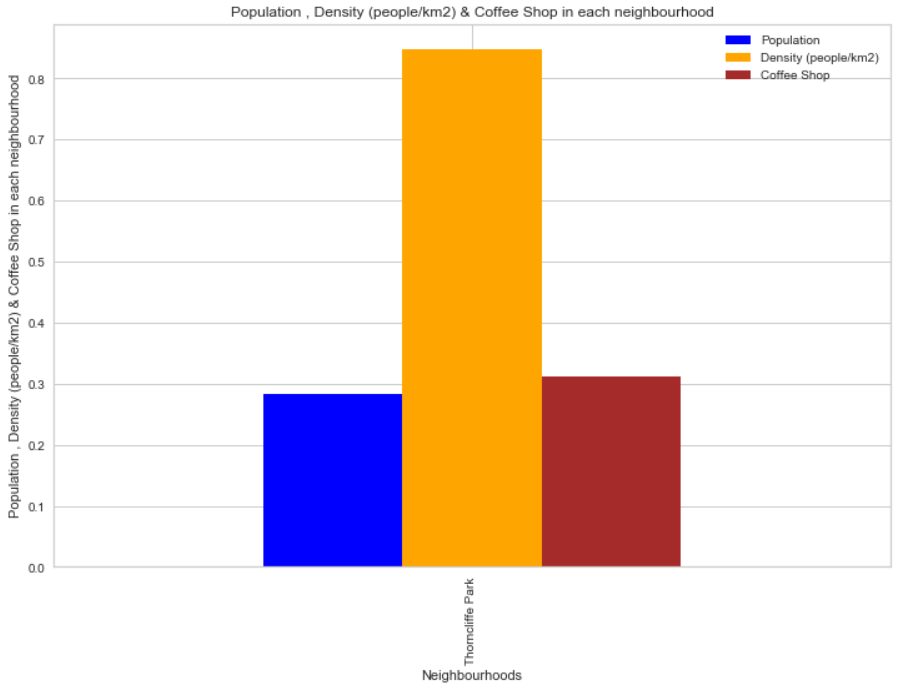 Population , Density (people/km2) & Coffee Shop in each neighbourhood
Population
Density (people/km2)
Coffee Shop
Population , Density (people/km2) & Coffee Shop in each neighbourhood
0.8
0.7
0.6
0.5
0.4
0.3
0.2
0.1
0.0
Thorncliffe Park
Neighbourhoods